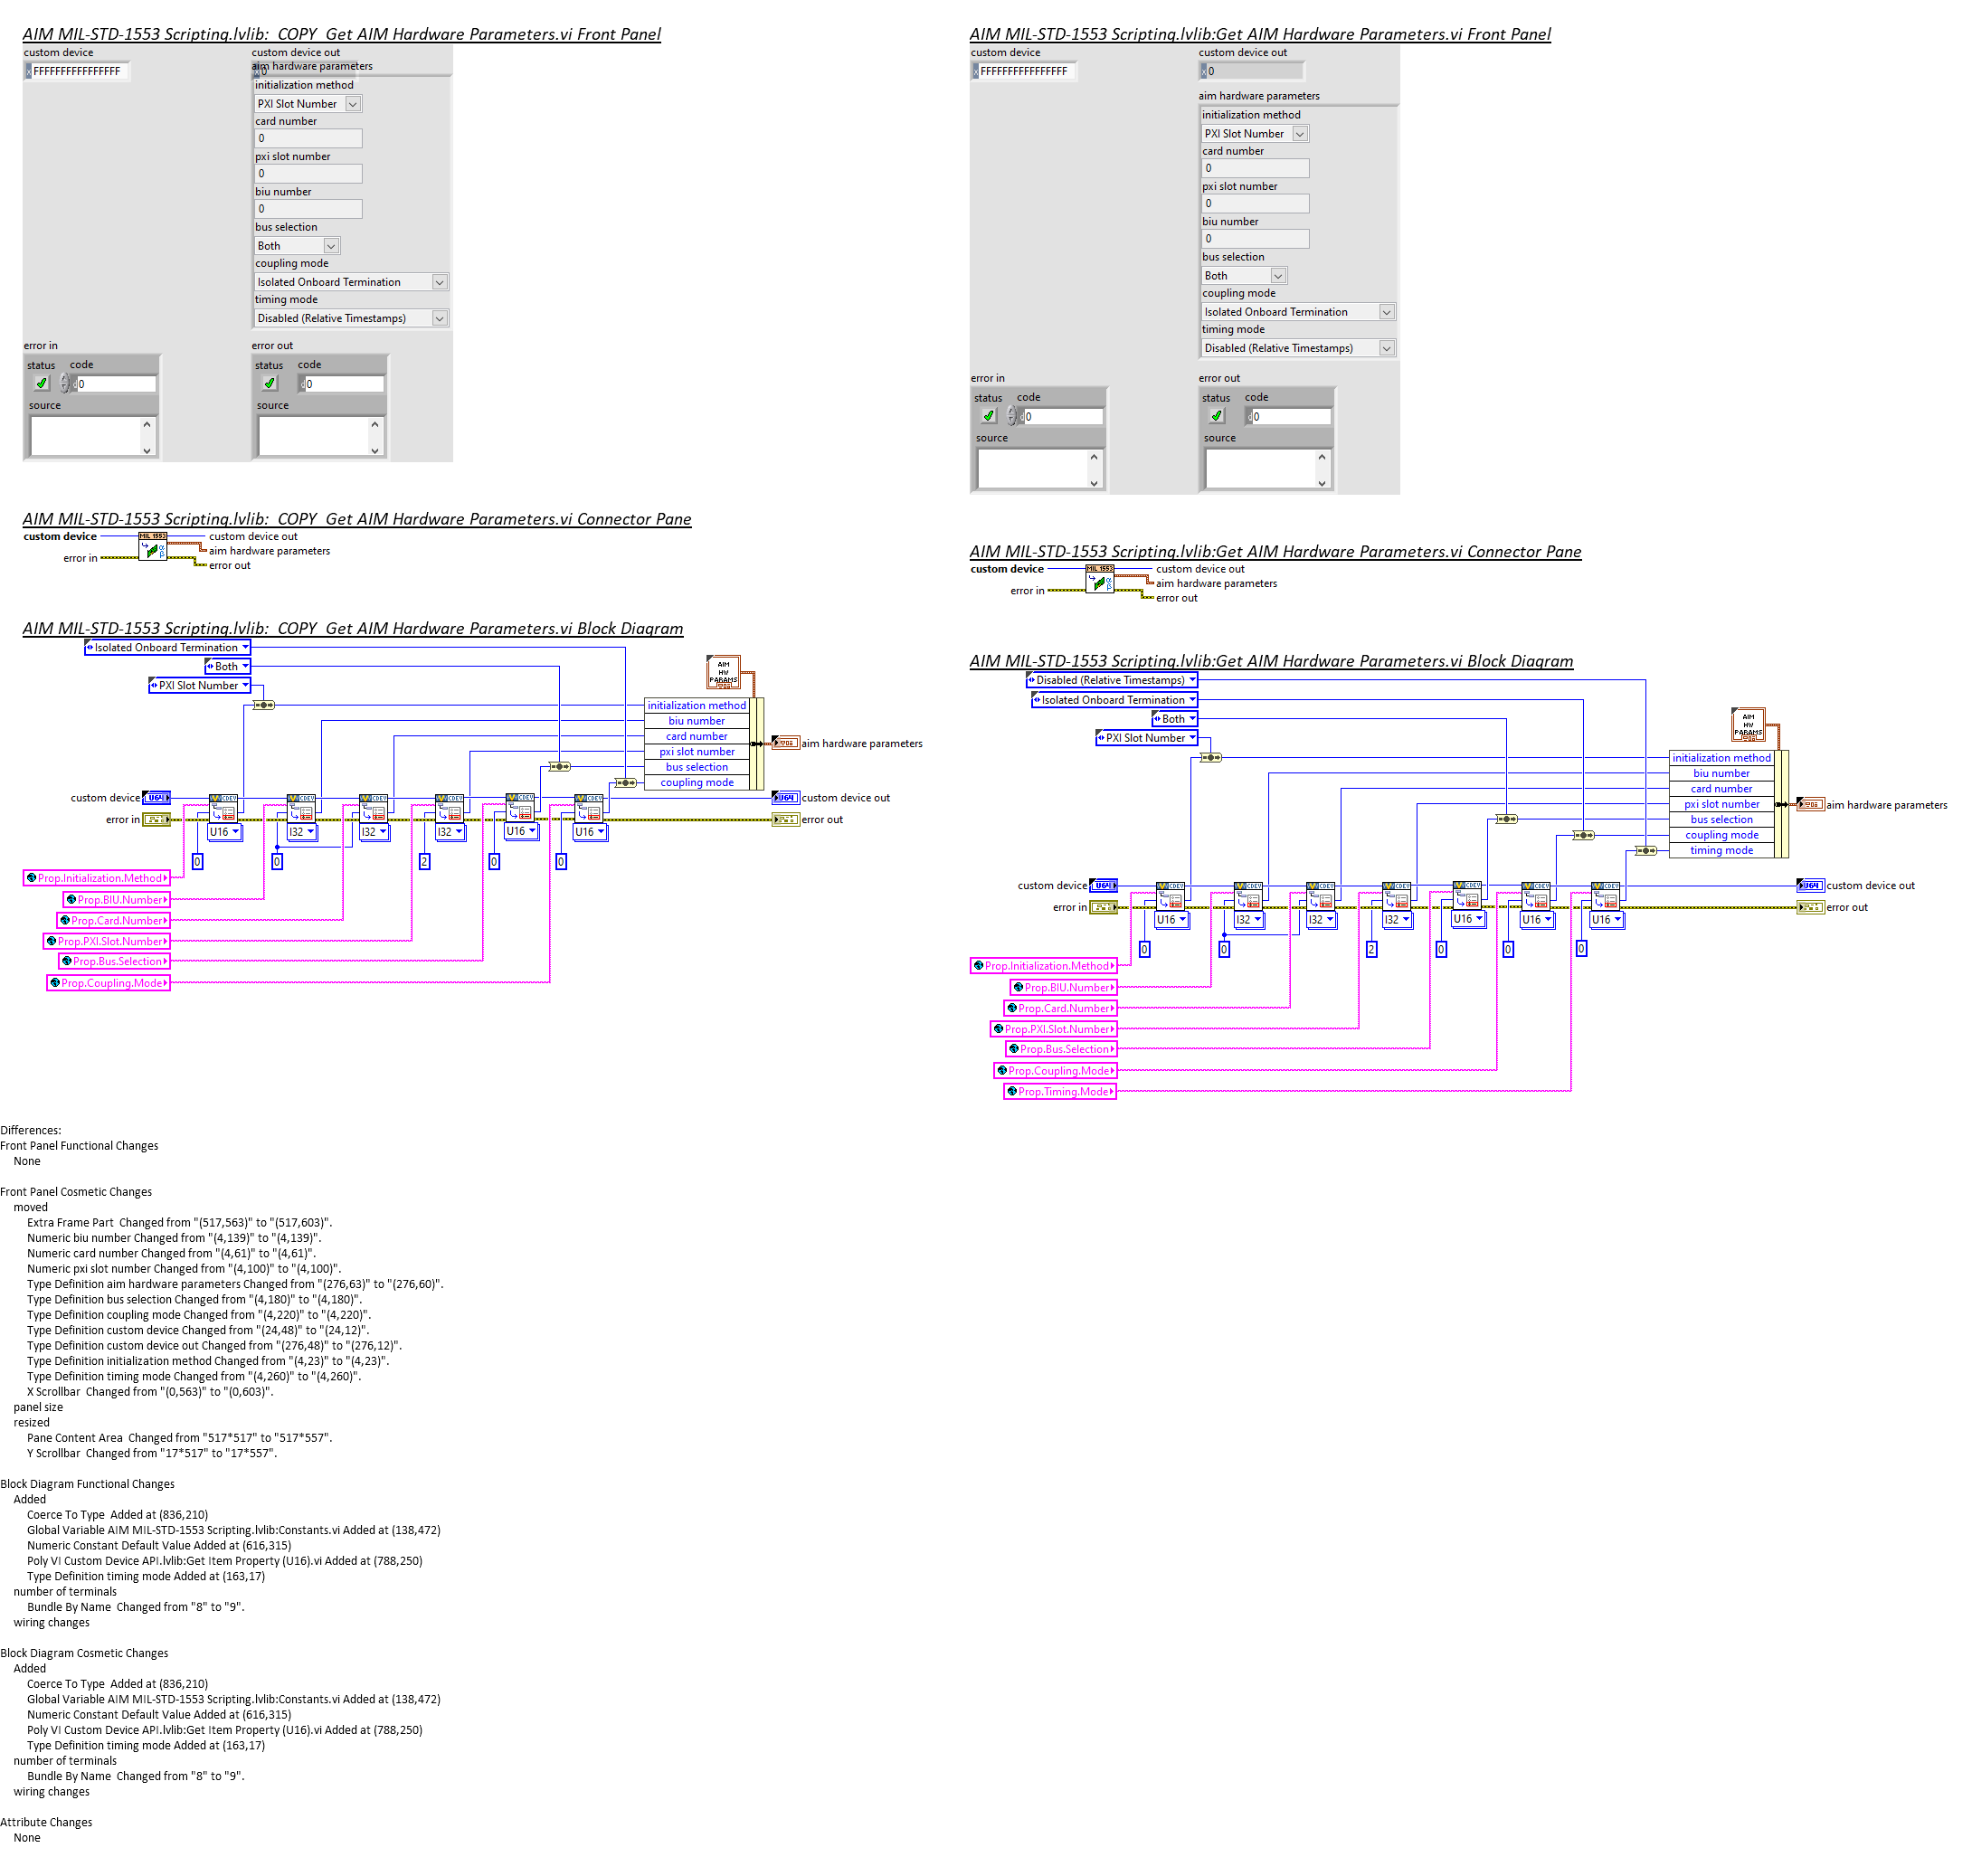 AIM MIL-STD-1553 Scripting.lvlib:  COPY  Get AIM Hardware Parameters.vi Front Panel
custom device
FFFFFFFFFFFFFFFF
custom device out
aim hardware parameters
initialization method
PXI Slot Number
card number
0
pxi slot number
0
biu number
0
bus selection
Both
coupling mode
Isolated Onboard Termination
timing mode
Disabled (Relative Timestamps)
error in
status code
0
source
error out
status code
0
source
AIM MIL-STD-1553 Scripting.lvlib:  COPY  Get AIM Hardware Parameters.vi Connector Pane
custom device
error in
MIL 1553
custom device out
aim hardware parameters
error out
AIM MIL-STD-1553 Scripting.lvlib:  COPY  Get AIM Hardware Parameters.vi Block Diagram
Isolated Onboard Termination
Both
PXI Slot Number
AIM
HW
PARAMS
initialization method
biu number
card number
pxi slot number
bus selection
coupling mode
aim hardware parameters
custom device
U64
CDEV CDEV CDEV CDEV CDEV CDEV
U64
custom device out
error in
error out
U16 I32 I32 I32 U16 U16
0 0 2 0 0
Prop.Initialization.Method
Prop.BIU.Number
Prop.Card.Number
Prop.PXI.Slot.Number
Prop.Bus.Selection
Prop.Coupling.Mode
AIM MIL-STD-1553 Scripting.lvlib:Get AIM Hardware Parameters.vi Front Panel
custom device
x FFFFFFFFFFFFFFFF
custom device out
x 0
aim hardware parameters
initialization method
PXI Slot Number
card number
0
pxi slot number
0
biu number
0
bus selection
Both
coupling mode
Isolated Onboard Termination
timing mode
Disabled (Relative Timestamps)
error in
status code
0
source
error out
status code
0
source
AIM MIL-STD-1553 Scripting.lvlib:Get AIM Hardware Parameters.vi Connector Pane
custom device
error in
MIL 1553
custom device out
aim hardware parameters
error out
AIM MIL-STD-1553 Scripting.lvlib:Get AIM Hardware Parameters.vi Block Diagram
Disabled (Relative Timestamps)
Isolated Onboard Termination
Both
PXI Slot Number
AIM
HW
PARAMS
initialization method
biu number
card number
pxi slot number
bus selection
coupling mode
timing mode
aim hardware parameters
custom device
U64
CDEV CDEV CDEV CDEV CDEV CDEV CDEV
U64
custom device out
error in
error out
U16 I32 I32 I32 U16 U16 U16
0 0 2 0 0 0
Prop.Initialization.Method
Prop.BIU.Number
Prop.Card.Number
Prop.PXI.Slot.Number
Prop.Bus.Selection
Prop.Coupling.Mode
Prop.Timing.Mode
Differences:
Front Panel Functional Changes
None
Front Panel Cosmetic Changes
moved
Extra Frame Part  Changed from "(517,563)" to "(517,603)".
Numeric biu number Changed from "(4,139)" to "(4,139)".
Numeric card number Changed from "(4,61)" to "(4,61)".
Numeric pxi slot number Changed from "(4,100)" to "(4,100)".
Type Definition aim hardware parameters Changed from "(276,63)" to "(276,60)".
Type Definition bus selection Changed from "(4,180)" to "(4,180)".
Type Definition coupling mode Changed from "(4,220)" to "(4,220)".
Type Definition custom device Changed from "(24,48)" to "(24,12)".
Type Definition custom device out Changed from "(276,48)" to "(276,12)".
Type Definition initialization method Changed from "(4,23)" to "(4,23)".
Type Definition timing mode Changed from "(4,260)" to "(4,260)".
X Scrollbar  Changed from "(0,563)" to "(0,603)".
panel size
resized
Pane Content Area  Changed from "517*517" to "517*557".
Y Scrollbar  Changed from "17*517" to "17*557".
Block Diagram Functional Changes
Added
Coerce To Type  Added at (836,210)
Global Variable AIM MIL-STD-1553 Scripting.lvlib:Constants.vi Added at (138,472)
Numeric Constant Default Value Added at (616,315)
Poly VI Custom Device API.lvlib:Get Item Property (U16).vi Added at (788,250)
Type Definition timing mode Added at (163,17)
number of terminals
Bundle By Name  Changed from "8" to "9".
wiring changes
Block Diagram Cosmetic Changes
Added
Coerce To Type  Added at (836,210)
Global Variable AIM MIL-STD-1553 Scripting.lvlib:Constants.vi Added at (138,472)
Numeric Constant Default Value Added at (616,315)
Poly VI Custom Device API.lvlib:Get Item Property (U16).vi Added at (788,250)
Type Definition timing mode Added at (163,17)
number of terminals
Bundle By Name  Changed from "8" to "9".
wiring changes
Attribute Changes
None